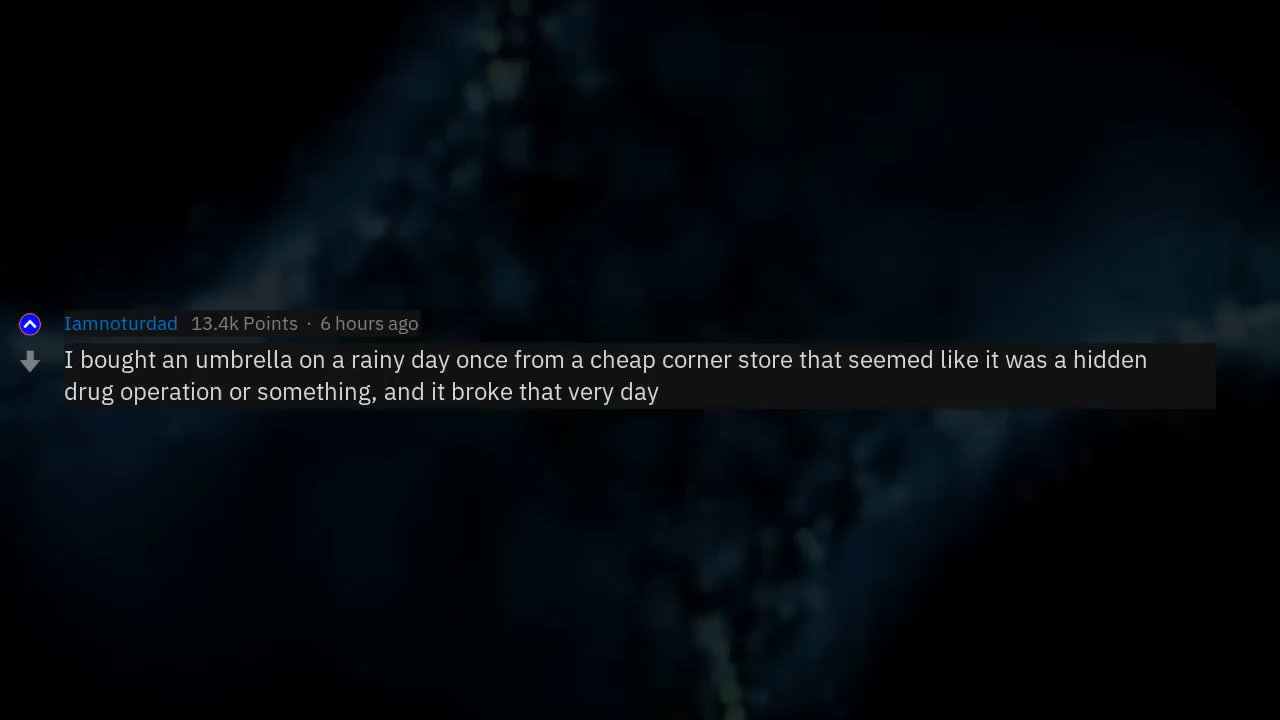 Iamnoturdad 13.4k Points · 6 hours ago
I bought an umbrella on a rainy day once from a cheap corner store that seemed like it was a hidden
drug operation or something, and it broke that very day